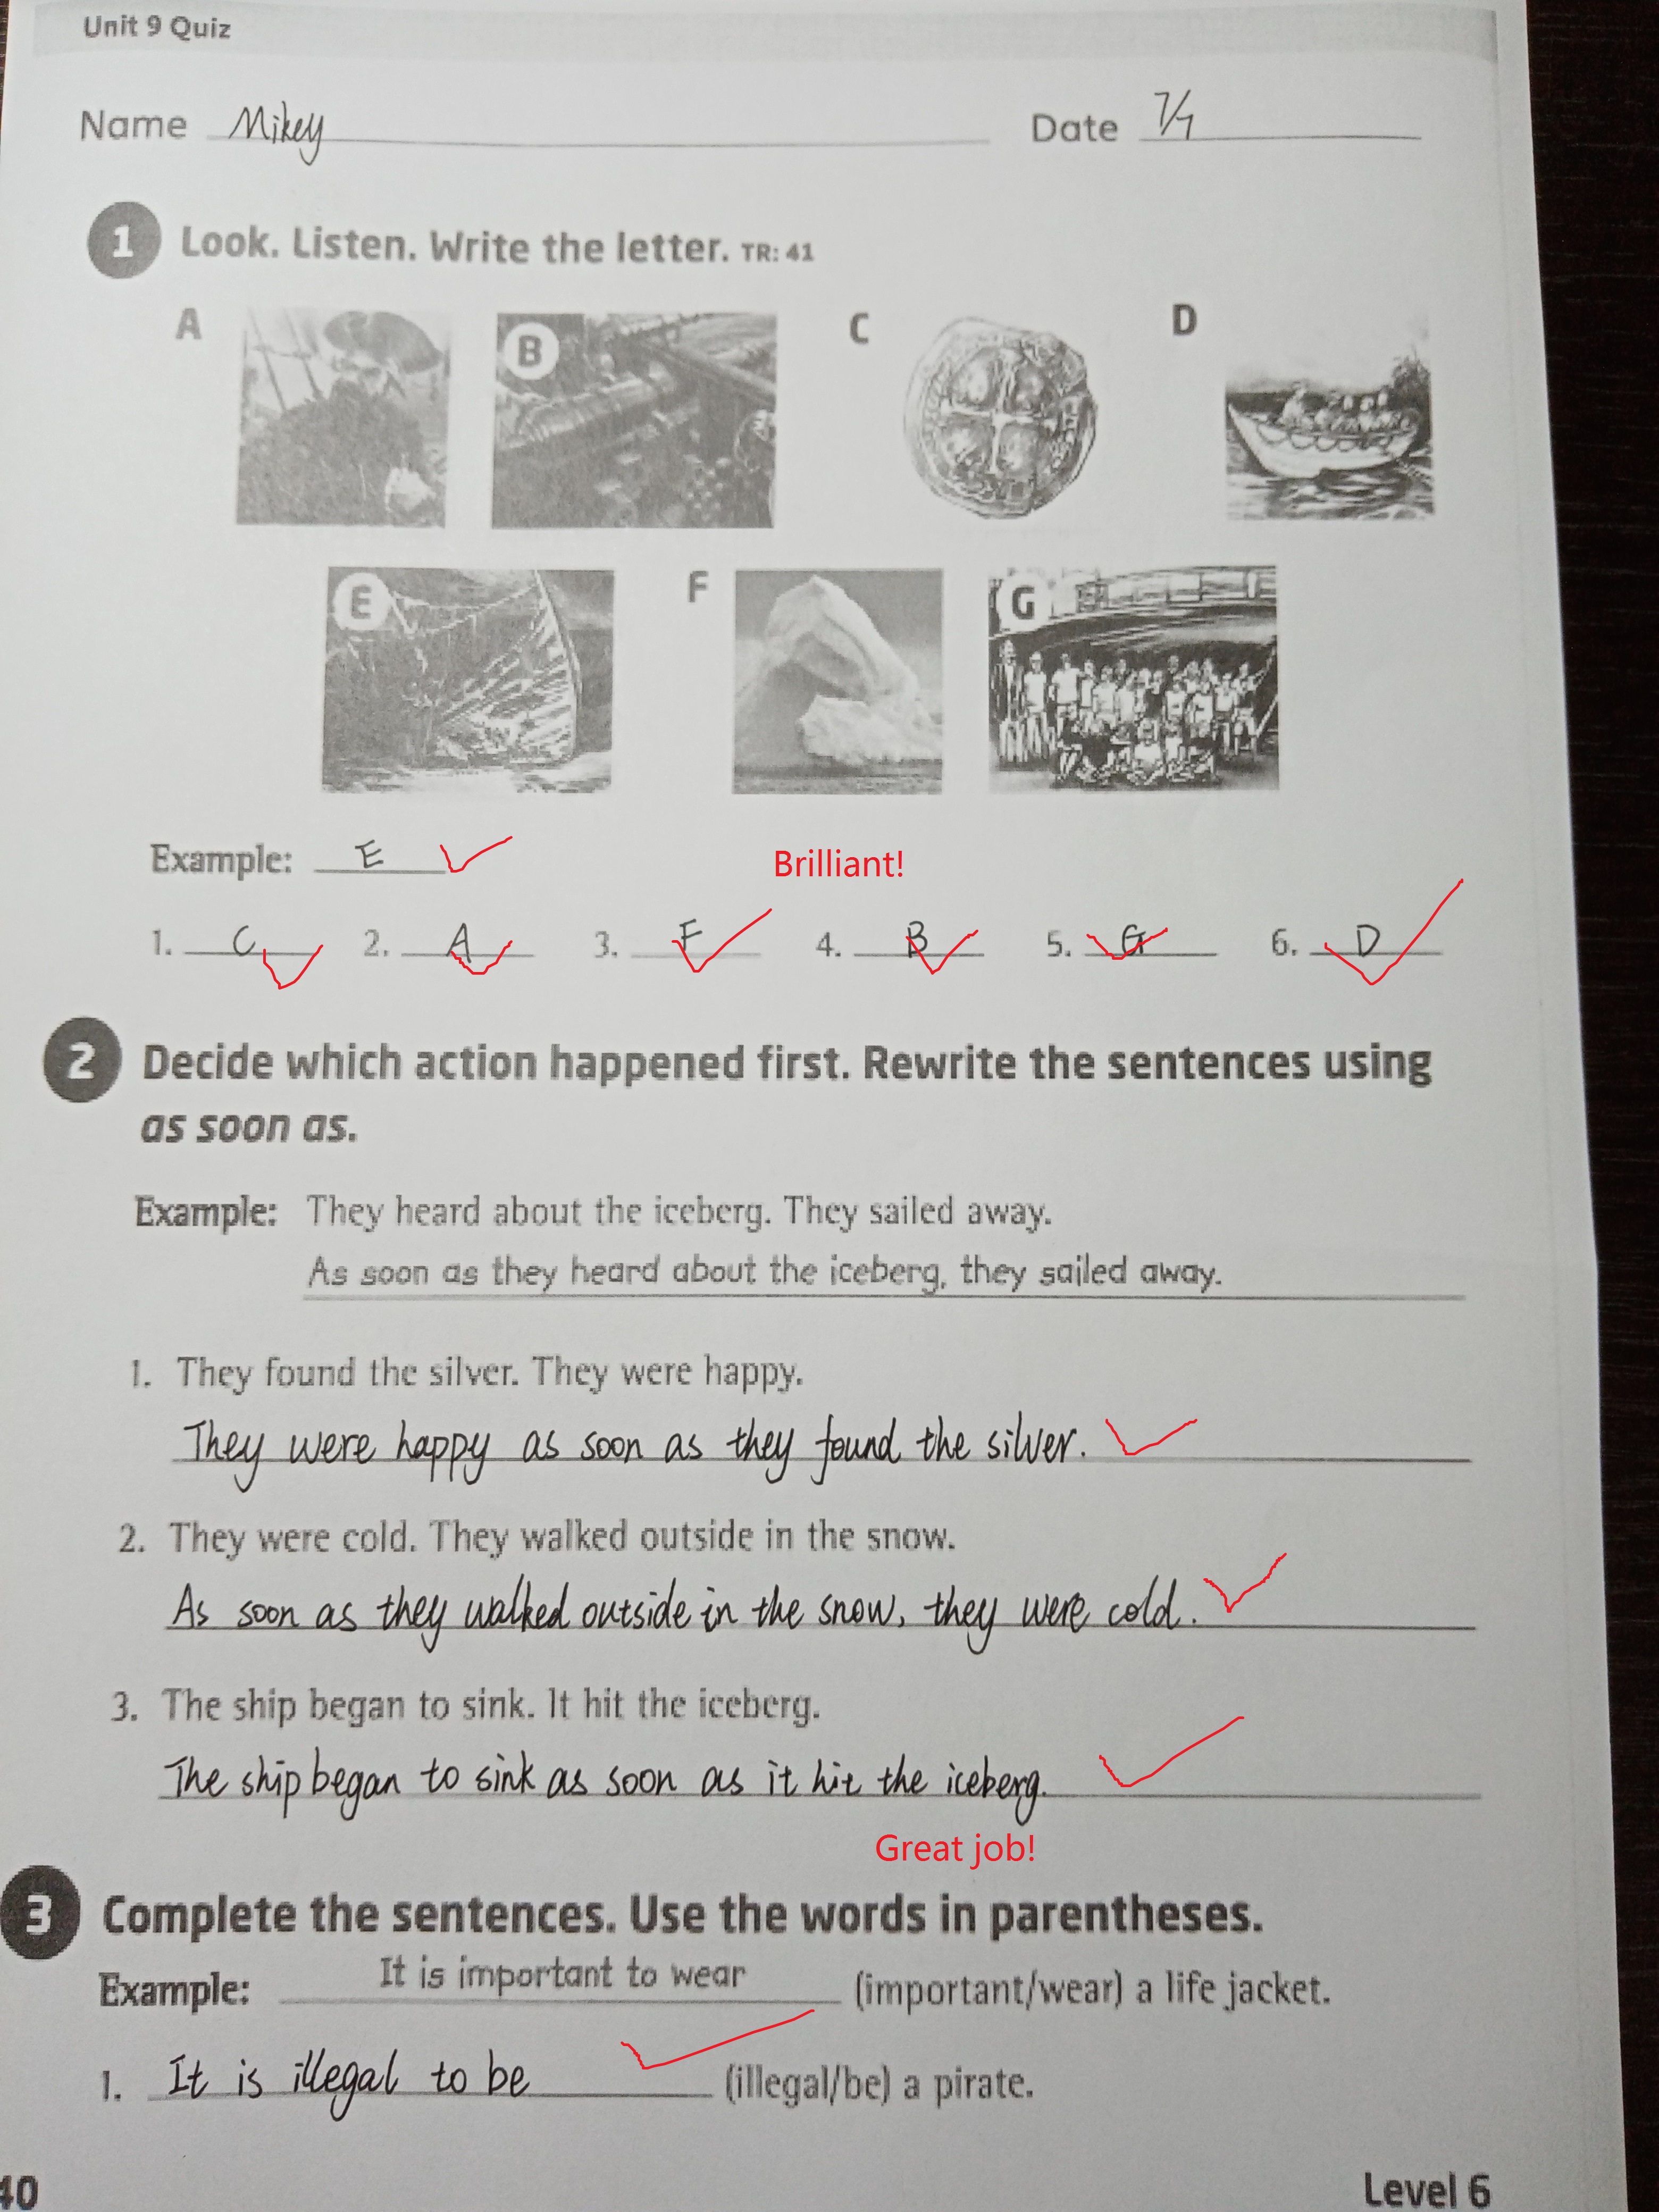 Unit 9 Quiz
Name Mikey Date 7/7
1 Look. Listen. Write the letter. TR: 41
A B C D
E F G
Example: E
Brilliant!
1. C 2. A 3. F 4. B 5. G 6. D
2 Decide which action happened first. Rewrite the sentences using
as soon as.
Example: They heard about the iceberg. They sailed away.
As soon as they heard about the iceberg, they sailed away.
1. They found the silver. They were happy.
They were happy as soon as they found the silver.
2. They were cold. They walked outside in the snow.
As soon as they walked outside in the snow, they were cold.
3. The ship began to sink. It hit the iceberg.
The ship began to sink as soon as it hit the iceberg.
Great job!
3 Complete the sentences. Use the words in parentheses.
Example: It is important to wear (important/wear) a life jacket.
1. It is illegal to be (illegal/be) a pirate.
40 Level 6